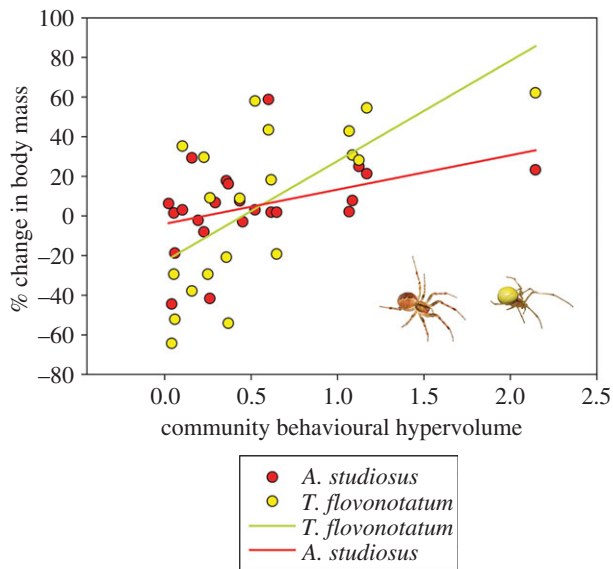 100
80
60
40
20
0
–20
–40
–60
–80
% change in body mass
0.0 0.5 1.0 1.5 2.0 2.5
community behavioural hypervolume
A. studiosus
T. flovonotatum
T. flovonotatum
A. studiosus